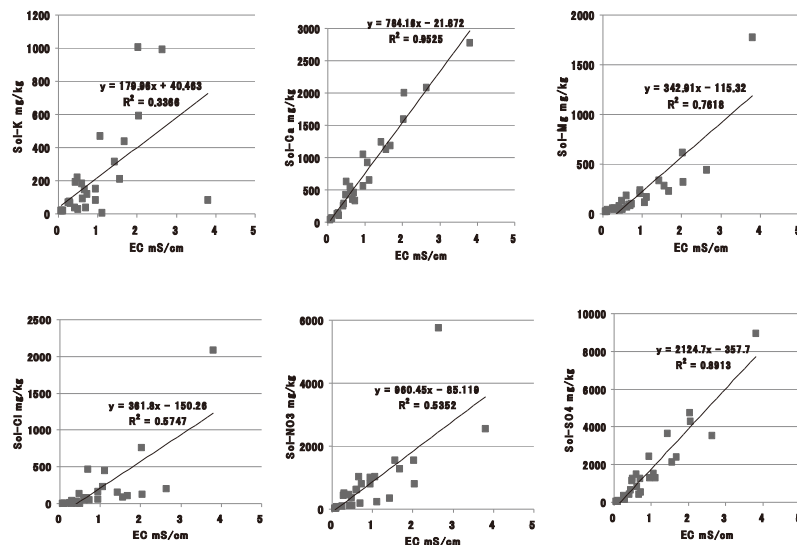 1200
1000
800
600
400
200
0
Sol-K mg/kg
y = 179.96x + 40.463
R² = 0.3366
0 1 2 3 4 5
EC mS/cm
3500
3000
2500
2000
1500
1000
500
0
Sol-Ca mg/kg
y = 784.18x − 21.672
R² = 0.9525
0 1 2 3 4 5
EC mS/cm
2000
1500
1000
500
0
Sol-Mg mg/kg
y = 342.91x − 115.32
R² = 0.7618
0 1 2 3 4 5
EC mS/cm
2500
2000
1500
1000
500
0
Sol-Cl mg/kg
y = 361.8x − 150.26
R² = 0.5747
0 1 2 3 4 5
EC mS/cm
6000
4000
2000
0
Sol-NO3 mg/kg
y = 960.45x − 85.119
R² = 0.5352
0 1 2 3 4 5
EC mS/cm
10000
8000
6000
4000
2000
0
Sol-SO4 mg/kg
y = 2124.7x − 357.7
R² = 0.8913
0 1 2 3 4 5
EC mS/cm